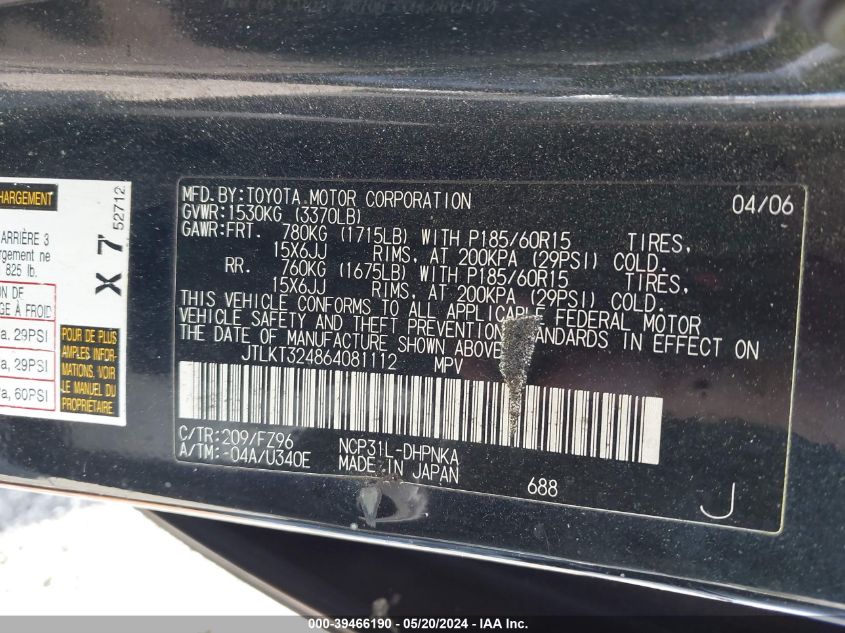 HARGEMENT
ARRIÈRE 3
argement ne
825 lb.
ON DE
GE À FROID
a, 29PSI
a, 29PSI
a, 60PSI
X 7
52712
POUR DE PLUS
AMPLES INFOR-
MATIONS, VOIR
LE MANUEL DU
PROPRIÉTAIRE.
MFD. BY: TOYOTA MOTOR CORPORATION 04/06
GVWR: 1530KG (3370LB)
GAWR: FRT. 780KG (1715LB) WITH P185/60R15 TIRES,
15X6JJ RIMS, AT 200KPA (29PSI) COLD.
RR. 760KG (1675LB) WITH P185/60R15 TIRES,
15X6JJ RIMS, AT 200KPA (29PSI) COLD.
THIS VEHICLE CONFORMS TO ALL APPLICABLE FEDERAL MOTOR
VEHICLE SAFETY AND THEFT PREVENTION STANDARDS IN EFFECT ON
THE DATE OF MANUFACTURE SHOWN ABOVE.
JTLKT324864081112 MPV
C/TR: 209/FZ96 NCP31L-DHPNKA
A/TM: -04A/U340E MADE IN JAPAN
688
J
000-39466190 - 05/20/2024 - IAA Inc.